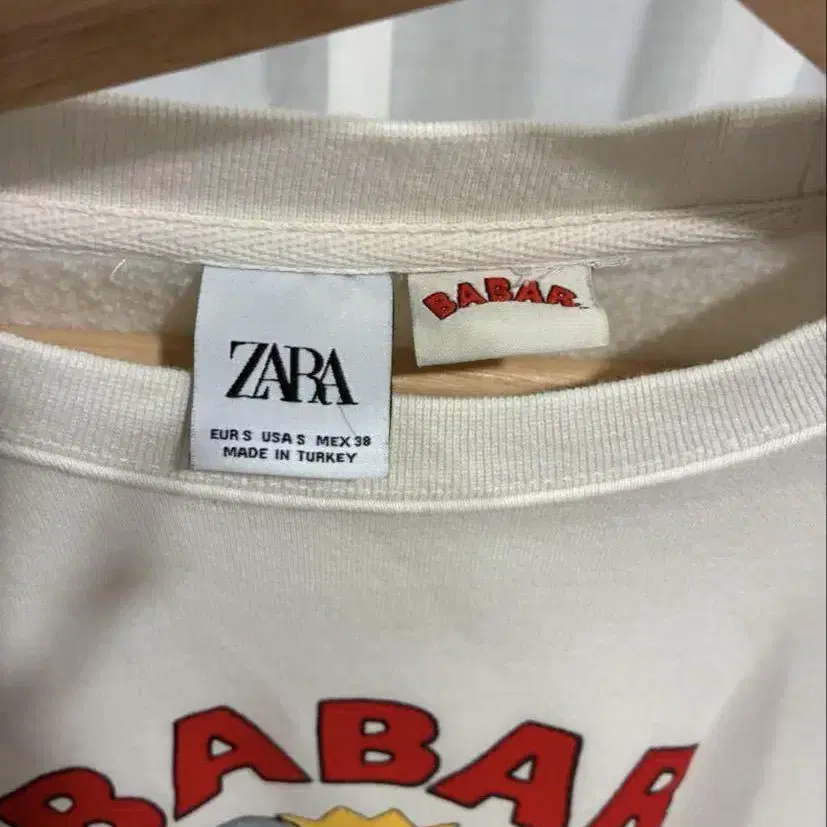 ZARA
EUR S USA S MEX 38
MADE IN TURKEY
BABAR
BABAR